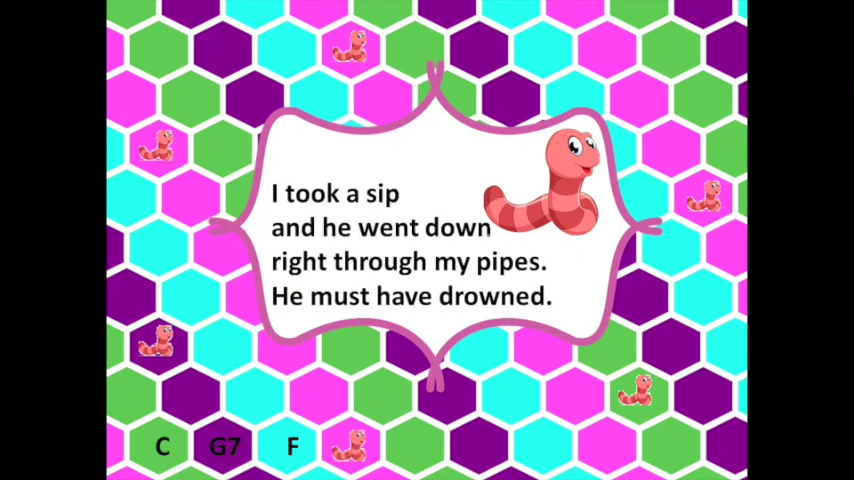 I took a sip
and he went down
right through my pipes.
He must have drowned.
C G7 F